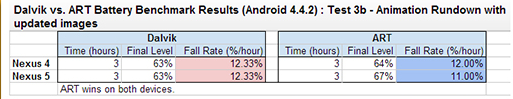 Dalvik vs. ART Battery Benchmark Results (Android 4.4.2) : Test 3b - Animation Rundown with
updated images
Dalvik ART
Time (hours) Final Level Fall Rate (%/hour) Time (hours) Final Level Fall Rate (%/hour)
Nexus 4 3 63% 12.33% 3 64% 12.00%
Nexus 5 3 63% 12.33% 3 67% 11.00%
ART wins on both devices.